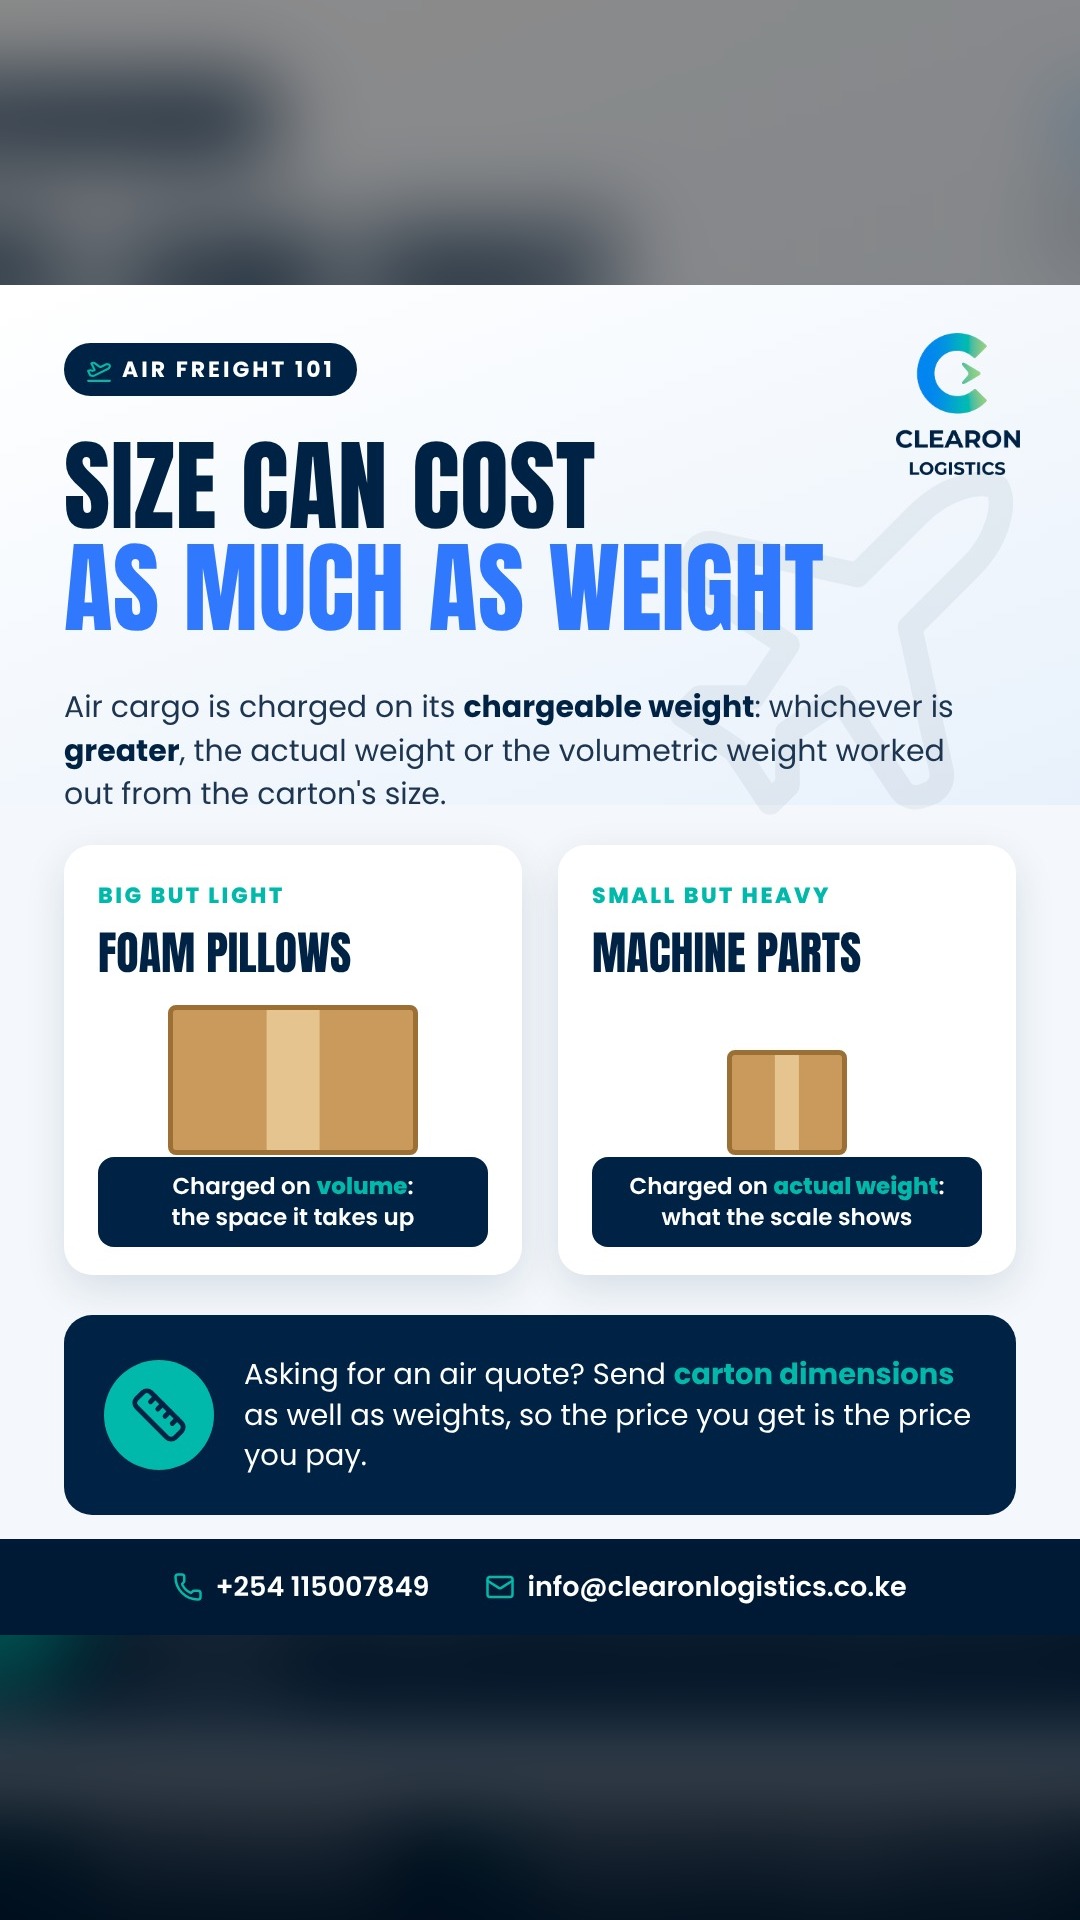 AIR FREIGHT 101
CLEARON
LOGISTICS
SIZE CAN COST
AS MUCH AS WEIGHT
Air cargo is charged on its chargeable weight: whichever is
greater, the actual weight or the volumetric weight worked
out from the carton's size.
BIG BUT LIGHT
FOAM PILLOWS
Charged on volume:
the space it takes up
SMALL BUT HEAVY
MACHINE PARTS
Charged on actual weight:
what the scale shows
Asking for an air quote? Send carton dimensions
as well as weights, so the price you get is the price
you pay.
+254 115007849
info@clearonlogistics.co.ke